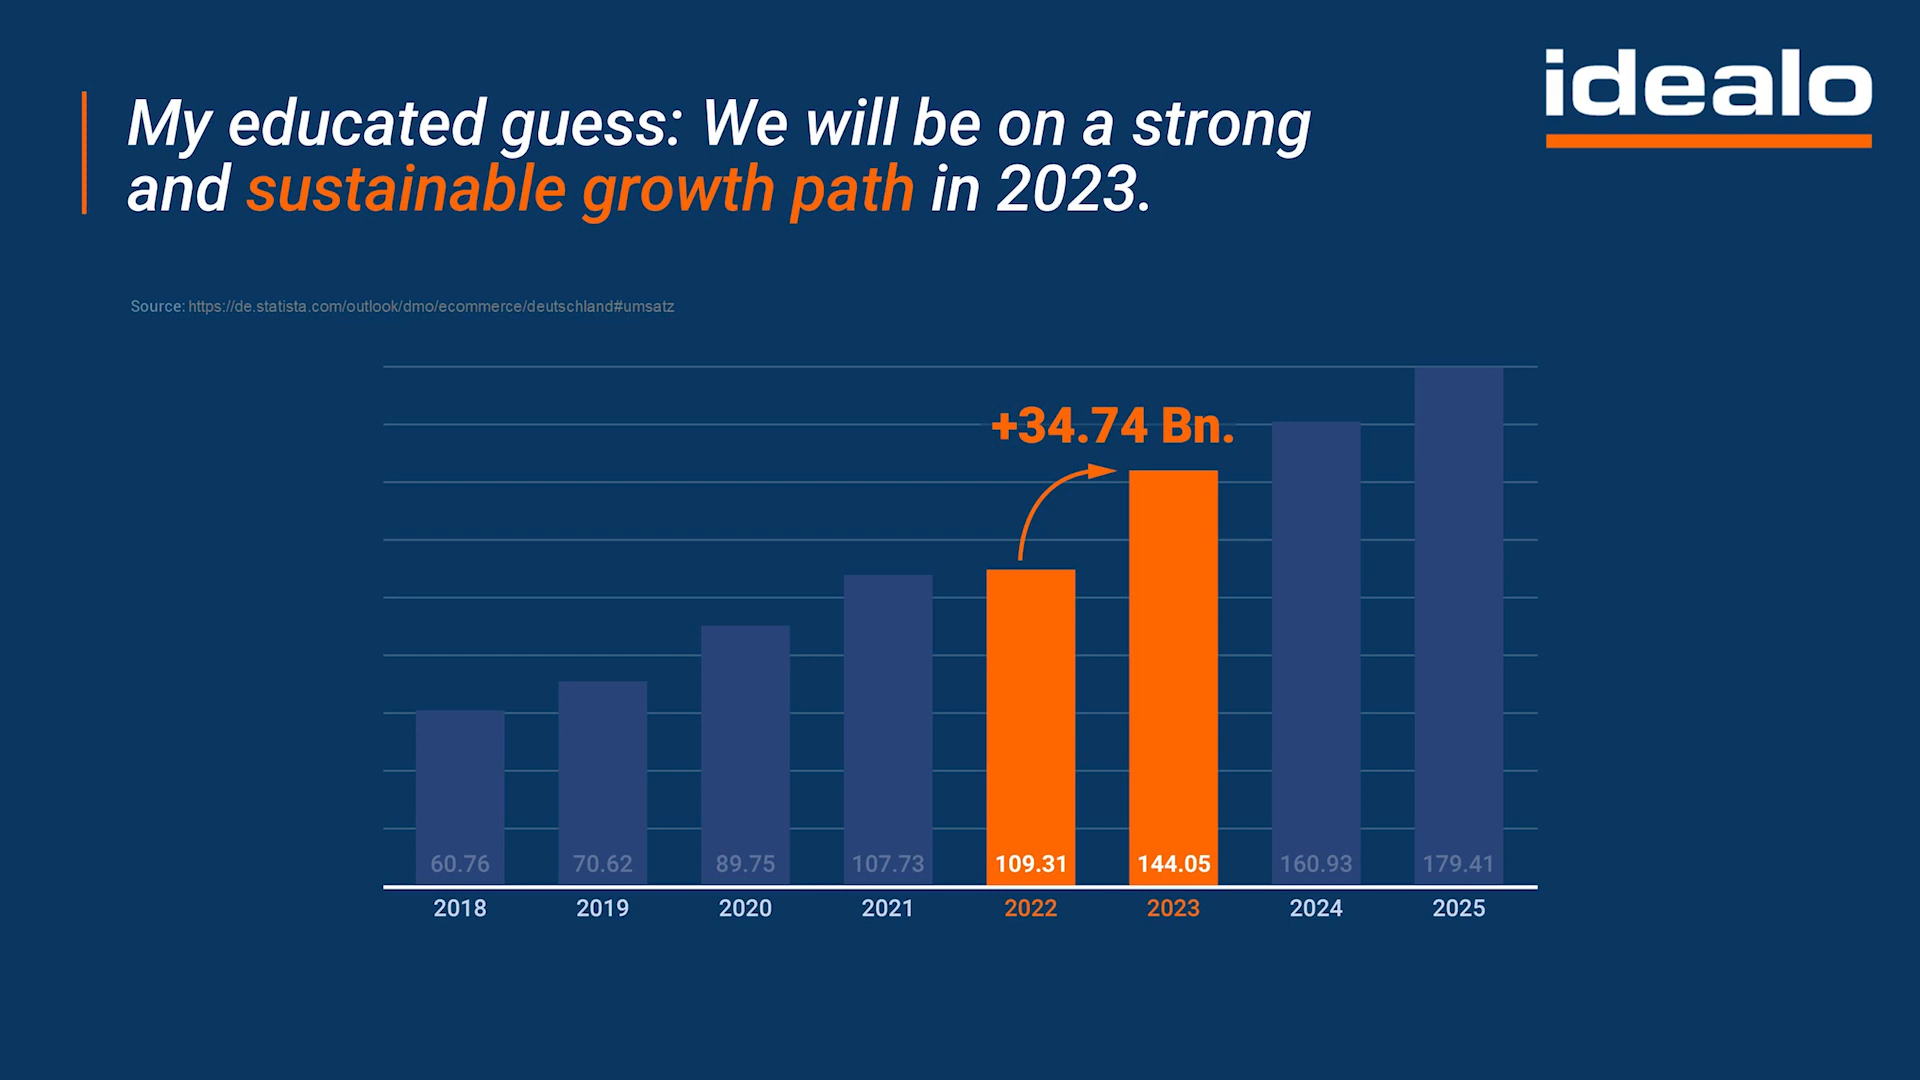 idealo
My educated guess: We will be on a strong
and sustainable growth path in 2023.
Source: https://de.statista.com/outlook/dmo/ecommerce/deutschland#umsatz
+34.74 Bn.
60.76 70.62 89.75 107.73 109.31 144.05 160.93 179.41
2018 2019 2020 2021 2022 2023 2024 2025